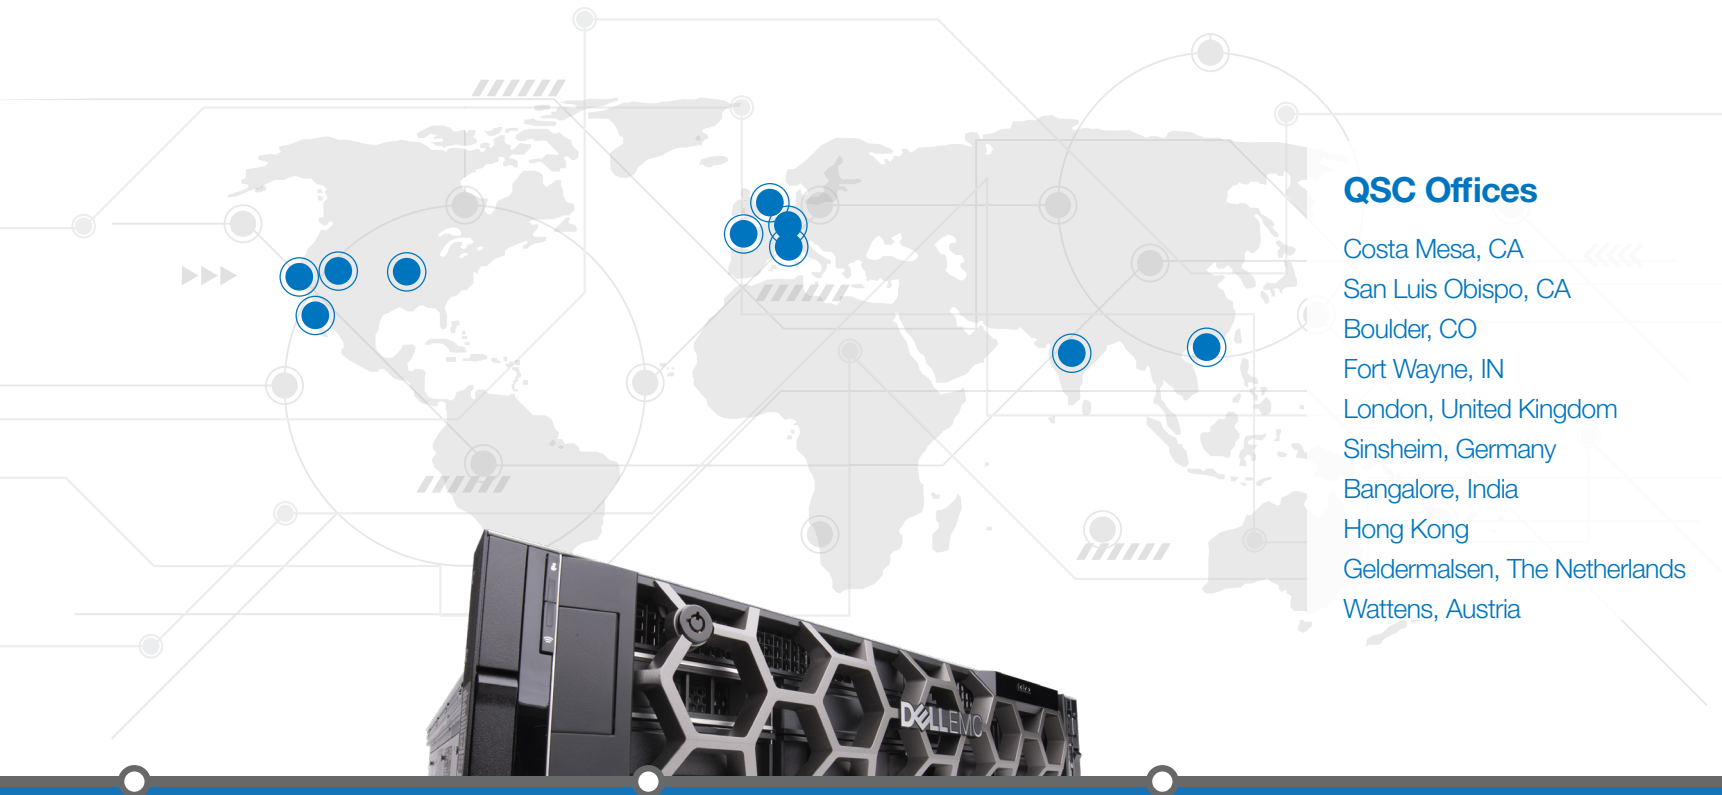 QSC Offices
Costa Mesa, CA
San Luis Obispo, CA
Boulder, CO
Fort Wayne, IN
London, United Kingdom
Sinsheim, Germany
Bangalore, India
Hong Kong
Geldermalsen, The Netherlands
Wattens, Austria
DELLEMC